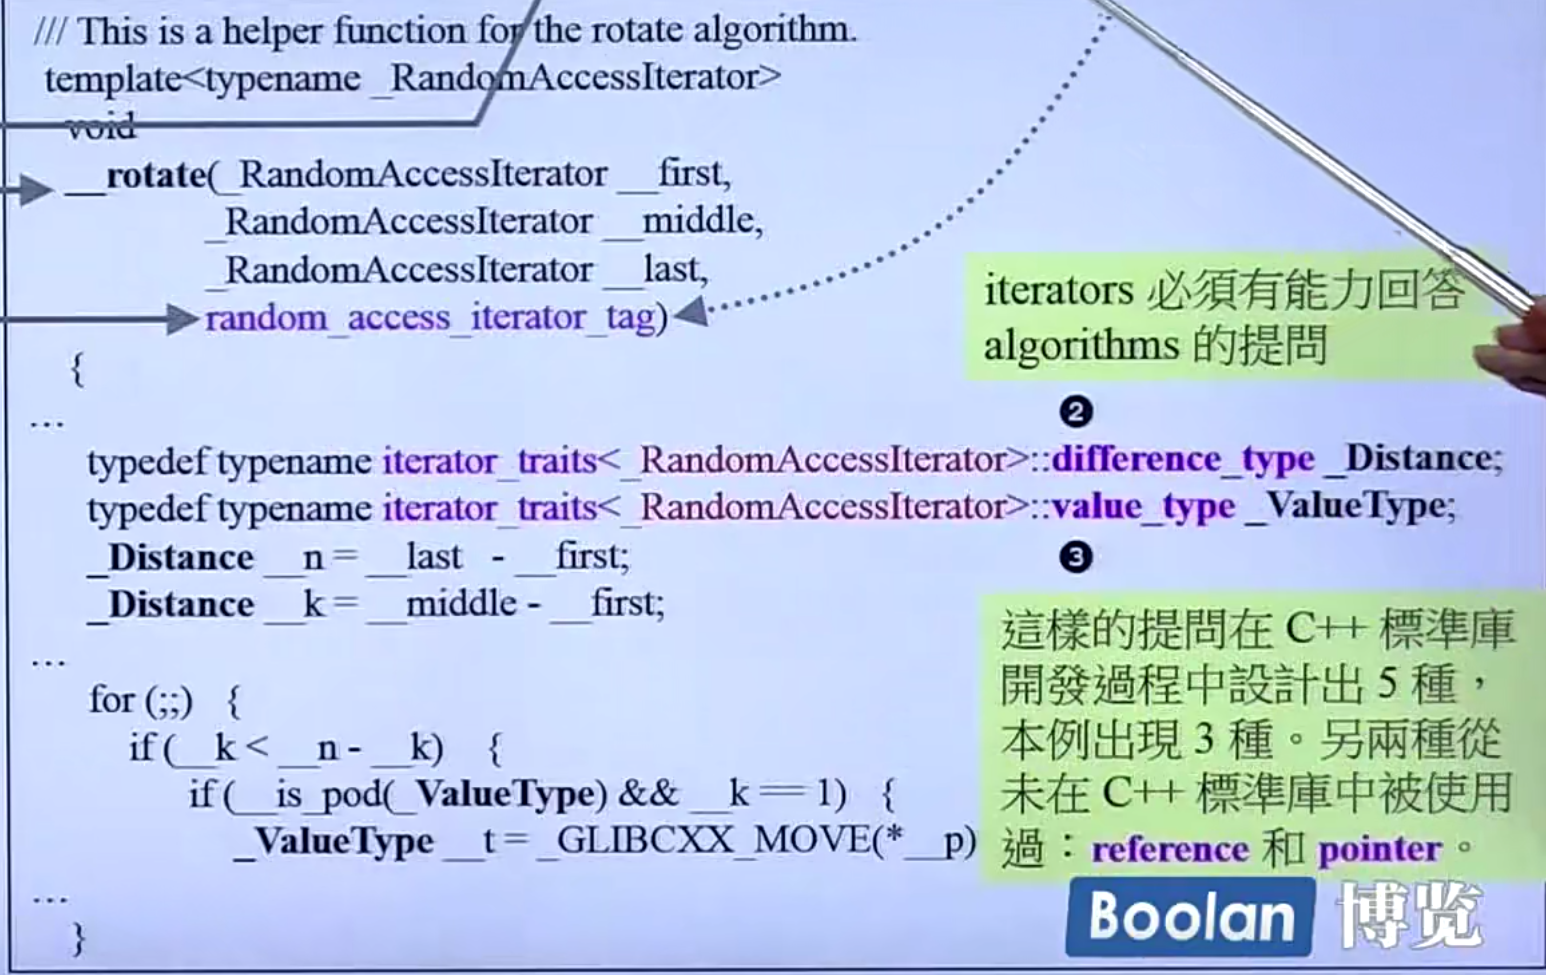 /// This is a helper function for the rotate algorithm.
template<typename _RandomAccessIterator>
void
__rotate(_RandomAccessIterator __first,
_RandomAccessIterator __middle,
_RandomAccessIterator __last,
random_access_iterator_tag)
{
iterators 必須有能力回答
algorithms 的提問
...
❷
typedef typename iterator_traits<_RandomAccessIterator>::difference_type _Distance;
typedef typename iterator_traits<_RandomAccessIterator>::value_type _ValueType;
❸
_Distance __n = __last - __first;
_Distance __k = __middle - __first;
...
for (;;) {
if (__k < __n - __k) {
if (__is_pod(_ValueType) && __k == 1) {
_ValueType __t = _GLIBCXX_MOVE(*__p)
...
}
這樣的提問在 C++ 標準庫
開發過程中設計出 5 種，
本例出現 3 種。另兩種從
未在 C++ 標準庫中被使用
過：reference 和 pointer。
Boolan 博览